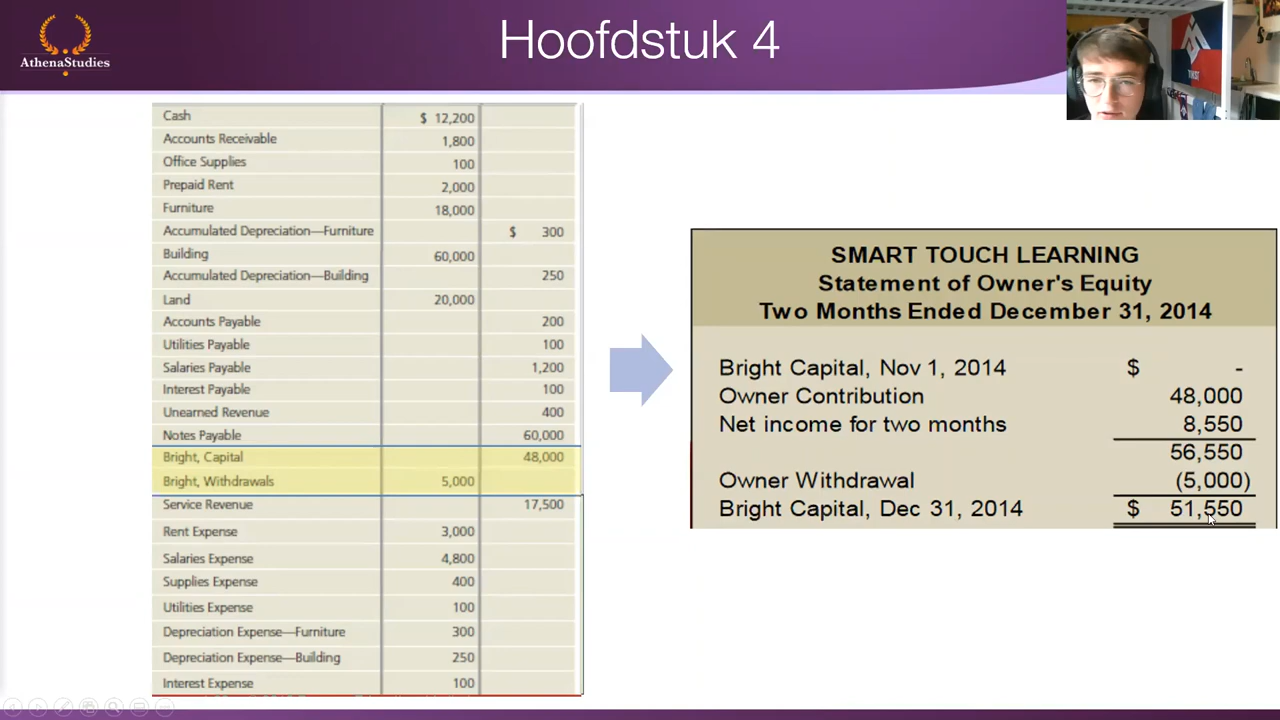 AthenaStudies
Hoofdstuk 4
Cash $ 12,200
Accounts Receivable 1,800
Office Supplies 100
Prepaid Rent 2,000
Furniture 18,000
Accumulated Depreciation—Furniture $ 300
Building 60,000
Accumulated Depreciation—Building 250
Land 20,000
Accounts Payable 200
Utilities Payable 100
Salaries Payable 1,200
Interest Payable 100
Unearned Revenue 400
Notes Payable 60,000
Bright, Capital 48,000
Bright, Withdrawals 5,000
Service Revenue 17,500
Rent Expense 3,000
Salaries Expense 4,800
Supplies Expense 400
Utilities Expense 100
Depreciation Expense—Furniture 300
Depreciation Expense—Building 250
Interest Expense 100
SMART TOUCH LEARNING
Statement of Owner's Equity
Two Months Ended December 31, 2014
Bright Capital, Nov 1, 2014 $ -
Owner Contribution 48,000
Net income for two months 8,550
56,550
Owner Withdrawal (5,000)
Bright Capital, Dec 31, 2014 $ 51,550